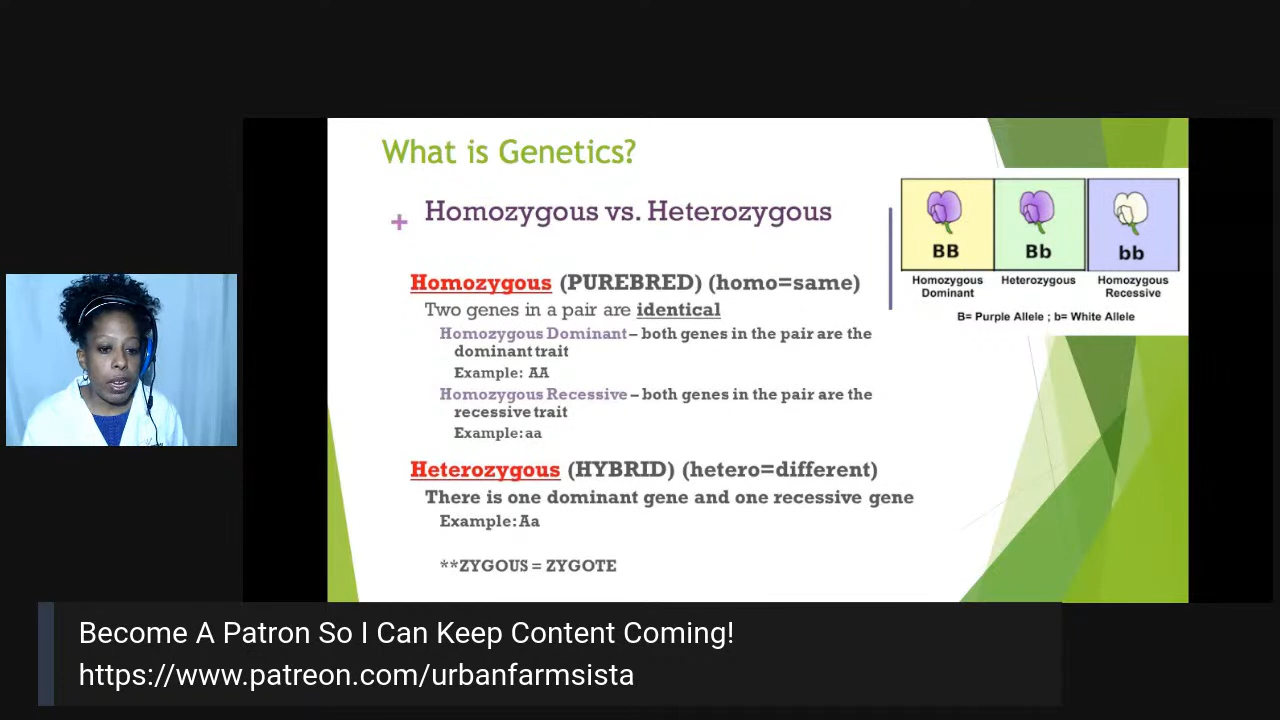 What is Genetics?
+ Homozygous vs. Heterozygous
Homozygous (PUREBRED) (homo=same)
Two genes in a pair are identical
Homozygous Dominant – both genes in the pair are the
dominant trait
Example: AA
Homozygous Recessive – both genes in the pair are the
recessive trait
Example: aa
Heterozygous (HYBRID) (hetero=different)
There is one dominant gene and one recessive gene
Example: Aa
**ZYGOUS = ZYGOTE
BB Bb bb
Homozygous Heterozygous Homozygous
Dominant Recessive
B= Purple Allele ; b= White Allele
Become A Patron So I Can Keep Content Coming!
https://www.patreon.com/urbanfarmsista